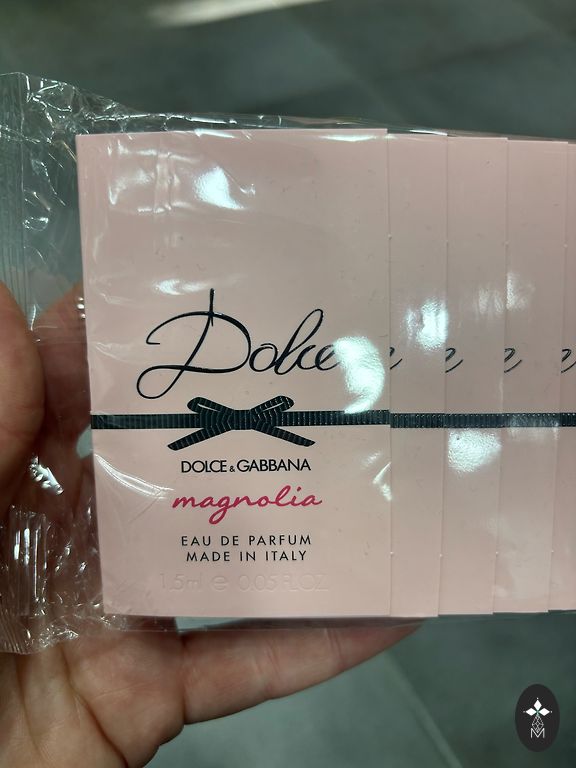 Dolce e e e e
DOLCE & GABBANA
magnolia
EAU DE PARFUM
MADE IN ITALY
1.5ml e 0.05 FL.OZ
M